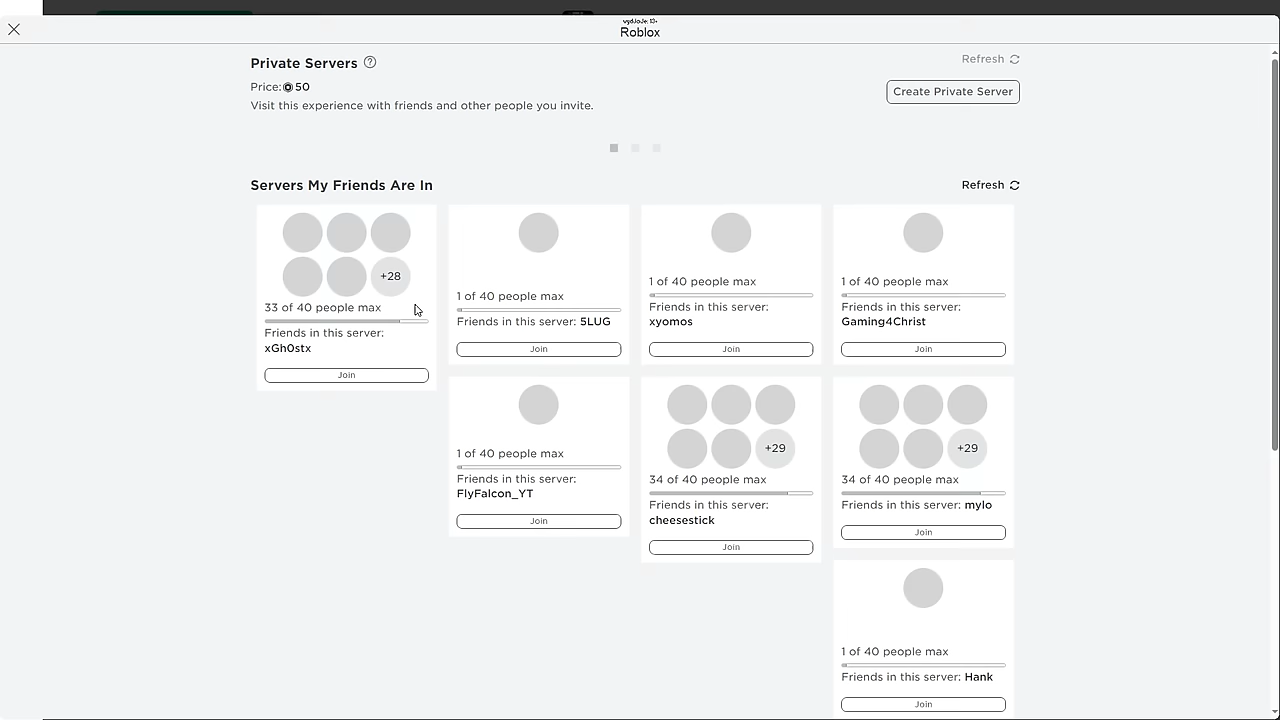 Roblox
Private Servers ?
Refresh
Price: 50
Create Private Server
Visit this experience with friends and other people you invite.
Servers My Friends Are In
Refresh
+28
33 of 40 people max
Friends in this server:
xGh0stx
Join
1 of 40 people max
Friends in this server: 5LUG
Join
1 of 40 people max
Friends in this server:
xyomos
Join
1 of 40 people max
Friends in this server:
Gaming4Christ
Join
1 of 40 people max
Friends in this server:
FlyFalcon_YT
Join
+29
34 of 40 people max
Friends in this server:
cheesestick
Join
+29
34 of 40 people max
Friends in this server: mylo
Join
1 of 40 people max
Friends in this server: Hank
Join